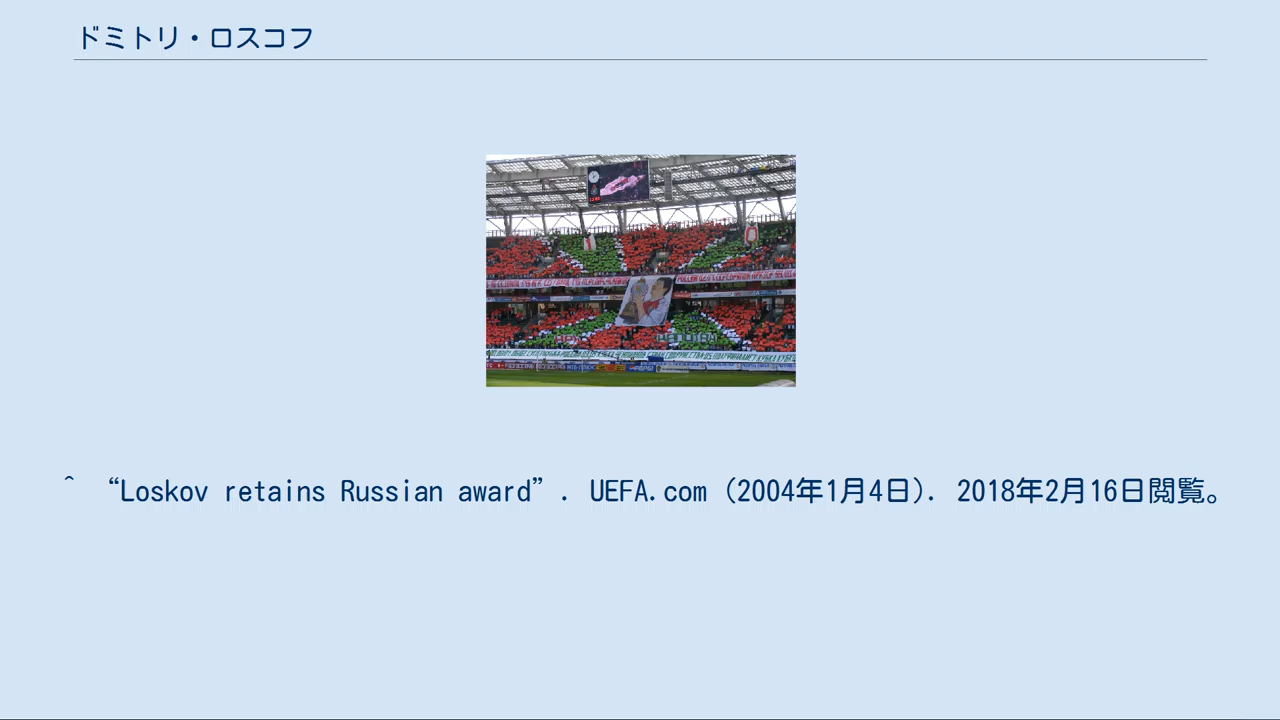 ドミトリ・ロスコフ
PEPSI
^ “Loskov retains Russian award”. UEFA.com (2004年1月4日). 2018年2月16日閲覧。